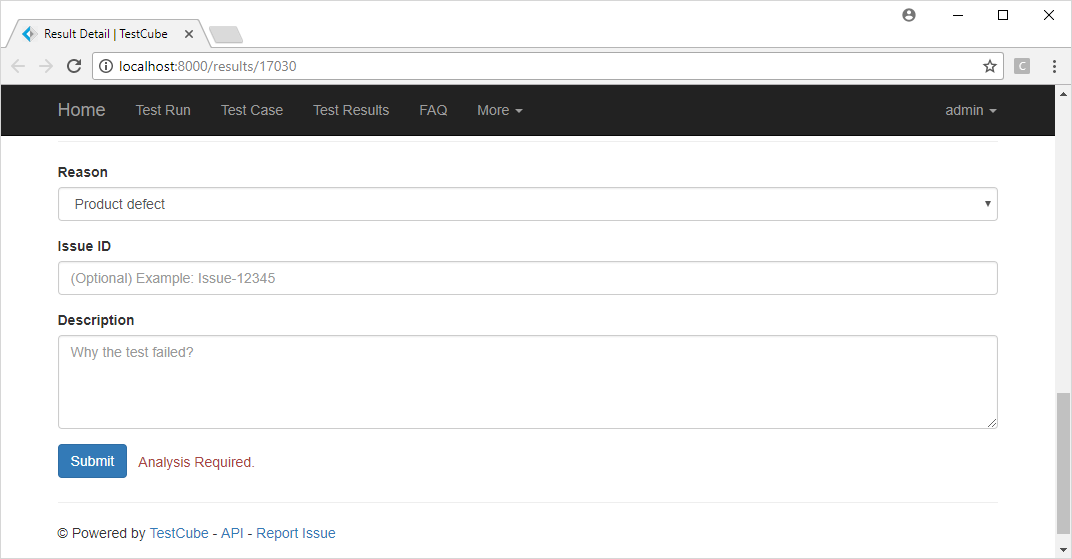 Result Detail | TestCube
localhost:8000/results/17030
C
Home Test Run Test Case Test Results FAQ More admin
Reason
Product defect
Issue ID
(Optional) Example: Issue-12345
Description
Why the test failed?
Submit Analysis Required.
© Powered by TestCube - API - Report Issue